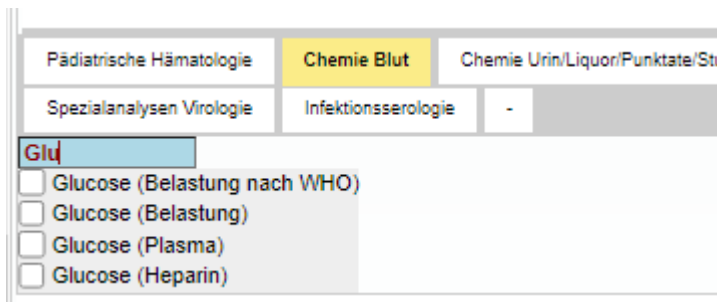 Pädiatrische Hämatologie Chemie Blut Chemie Urin/Liquor/Punktate/
Spezialanalysen Virologie Infektionsserologie -
Glu
Glucose (Belastung nach WHO)
Glucose (Belastung)
Glucose (Plasma)
Glucose (Heparin)